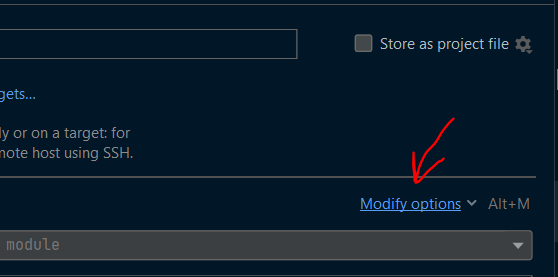 Store as project file
gets...
ly or on a target: for
mote host using SSH.
Modify options Alt+M
module